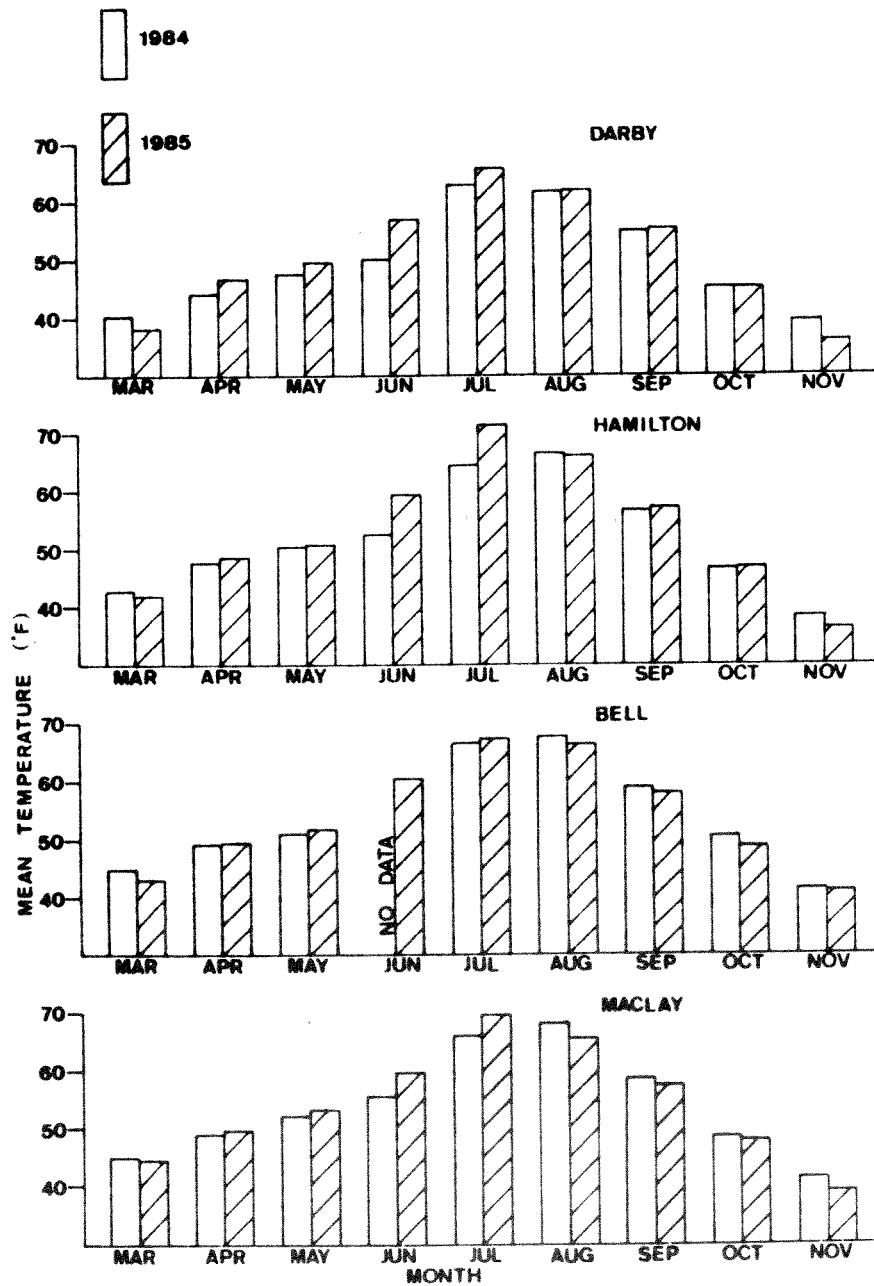 1984
1985
DARBY
70
60
50
40
MAR APR MAY JUN JUL AUG SEP OCT NOV
HAMILTON
70
60
50
40
MAR APR MAY JUN JUL AUG SEP OCT NOV
MEAN TEMPERATURE (°F)
BELL
70
60
50
40
NO DATA
MAR APR MAY JUN JUL AUG SEP OCT NOV
MACLAY
70
60
50
40
MAR APR MAY JUN JUL AUG SEP OCT NOV
MONTH